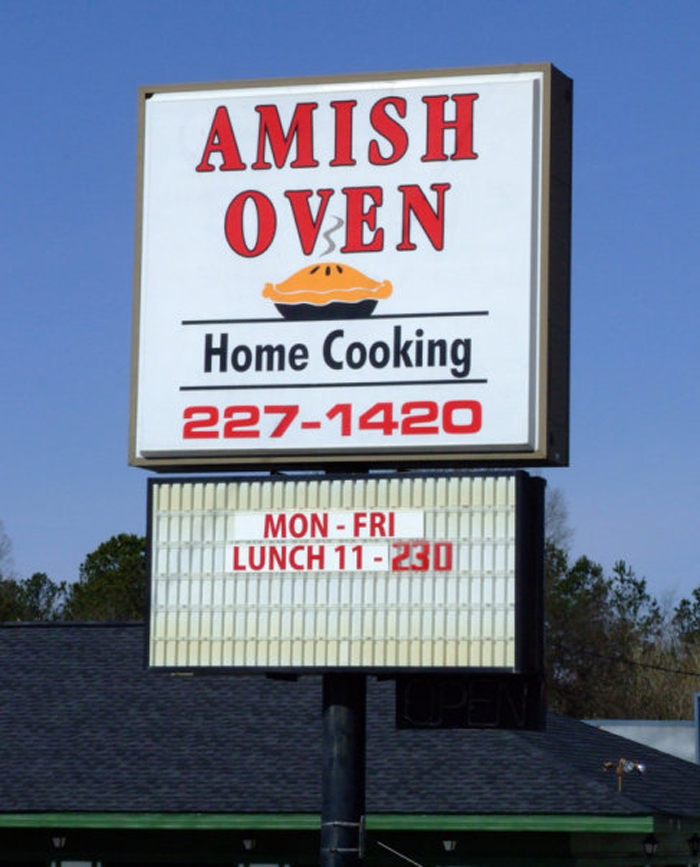 AMISH
OVEN
Home Cooking
227-1420
MON - FRI
LUNCH 11 - 230
OPEN